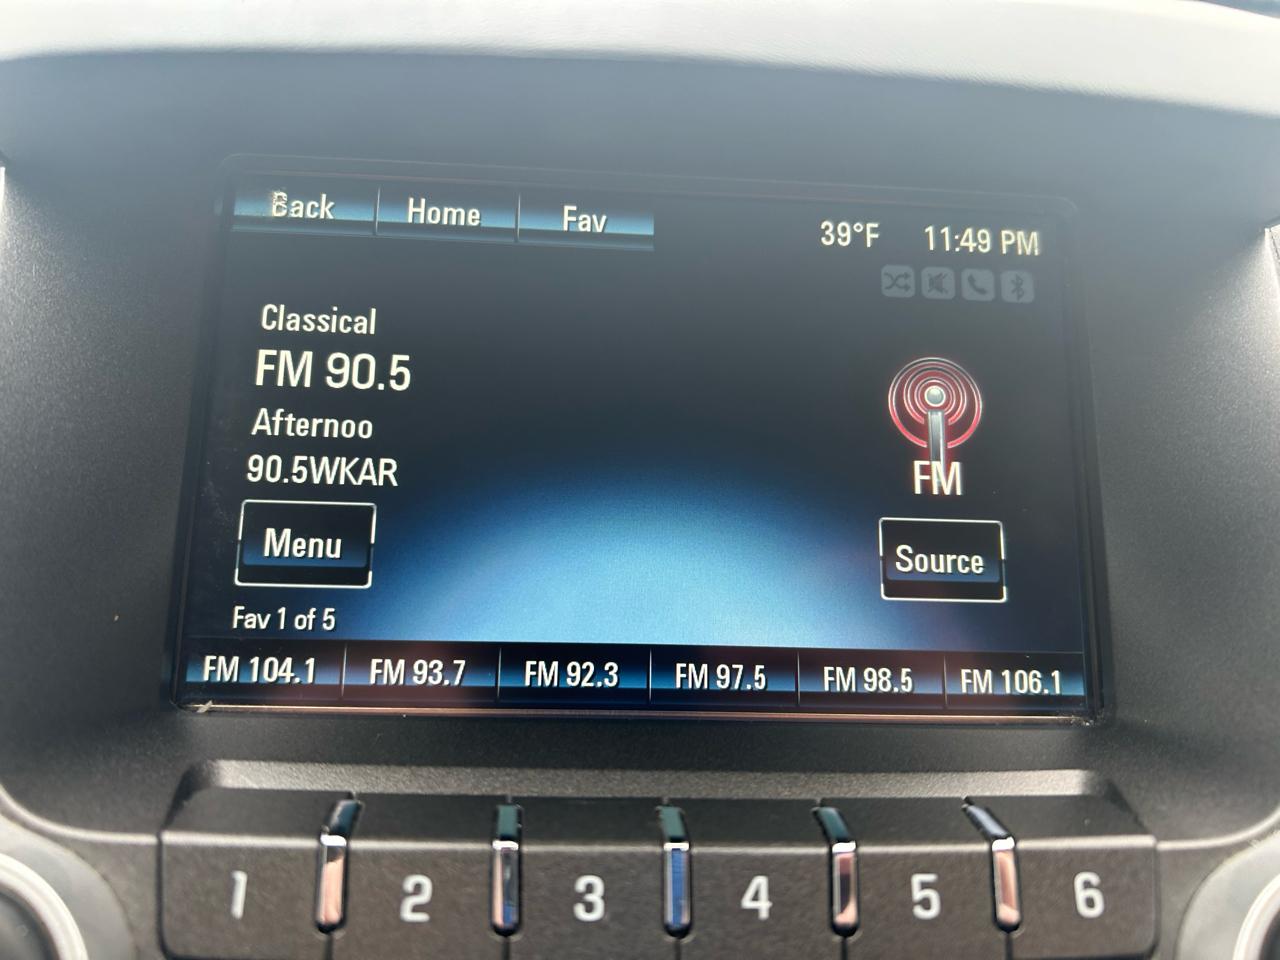 Back Home Fav 39°F 11:49 PM
Classical
FM 90.5
Afternoo
90.5WKAR
FM
Menu
Source
Fav 1 of 5
FM 104.1 FM 93.7 FM 92.3 FM 97.5 FM 98.5 FM 106.1
1 2 3 4 5 6